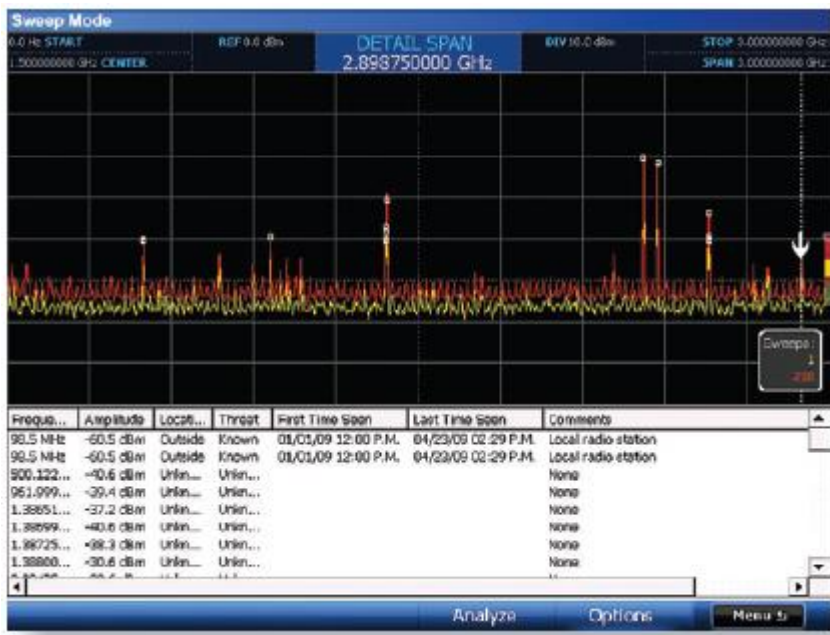 Sweep Mode
0.0 Hz START REF 0.0 dBm DETAIL SPAN DIV 10.0 dBm STOP 3.000000000 GHz
1.500000000 GHz CENTER 2.898750000 GHz SPAN 3.000000000 GHz
Sweeps:
1
Freque... Amplitude Locati... Threat First Time Seen Last Time Seen Comments
98.5 MHz -60.5 dBm Outside Known 01/01/09 12:00 P.M. 04/23/09 02:29 P.M. Local radio station
98.5 MHz -60.5 dBm Outside Known 01/01/09 12:00 P.M. 04/23/09 02:29 P.M. Local radio station
500.122... -40.6 dBm Unkn... Unkn... None
961.999... -39.4 dBm Unkn... Unkn... None
1.38651... -37.2 dBm Unkn... Unkn... None
1.38699... -40.6 dBm Unkn... Unkn... None
1.38725... -38.3 dBm Unkn... Unkn... None
1.38800... -30.6 dBm Unkn... Unkn... None
Analyze Options Menu